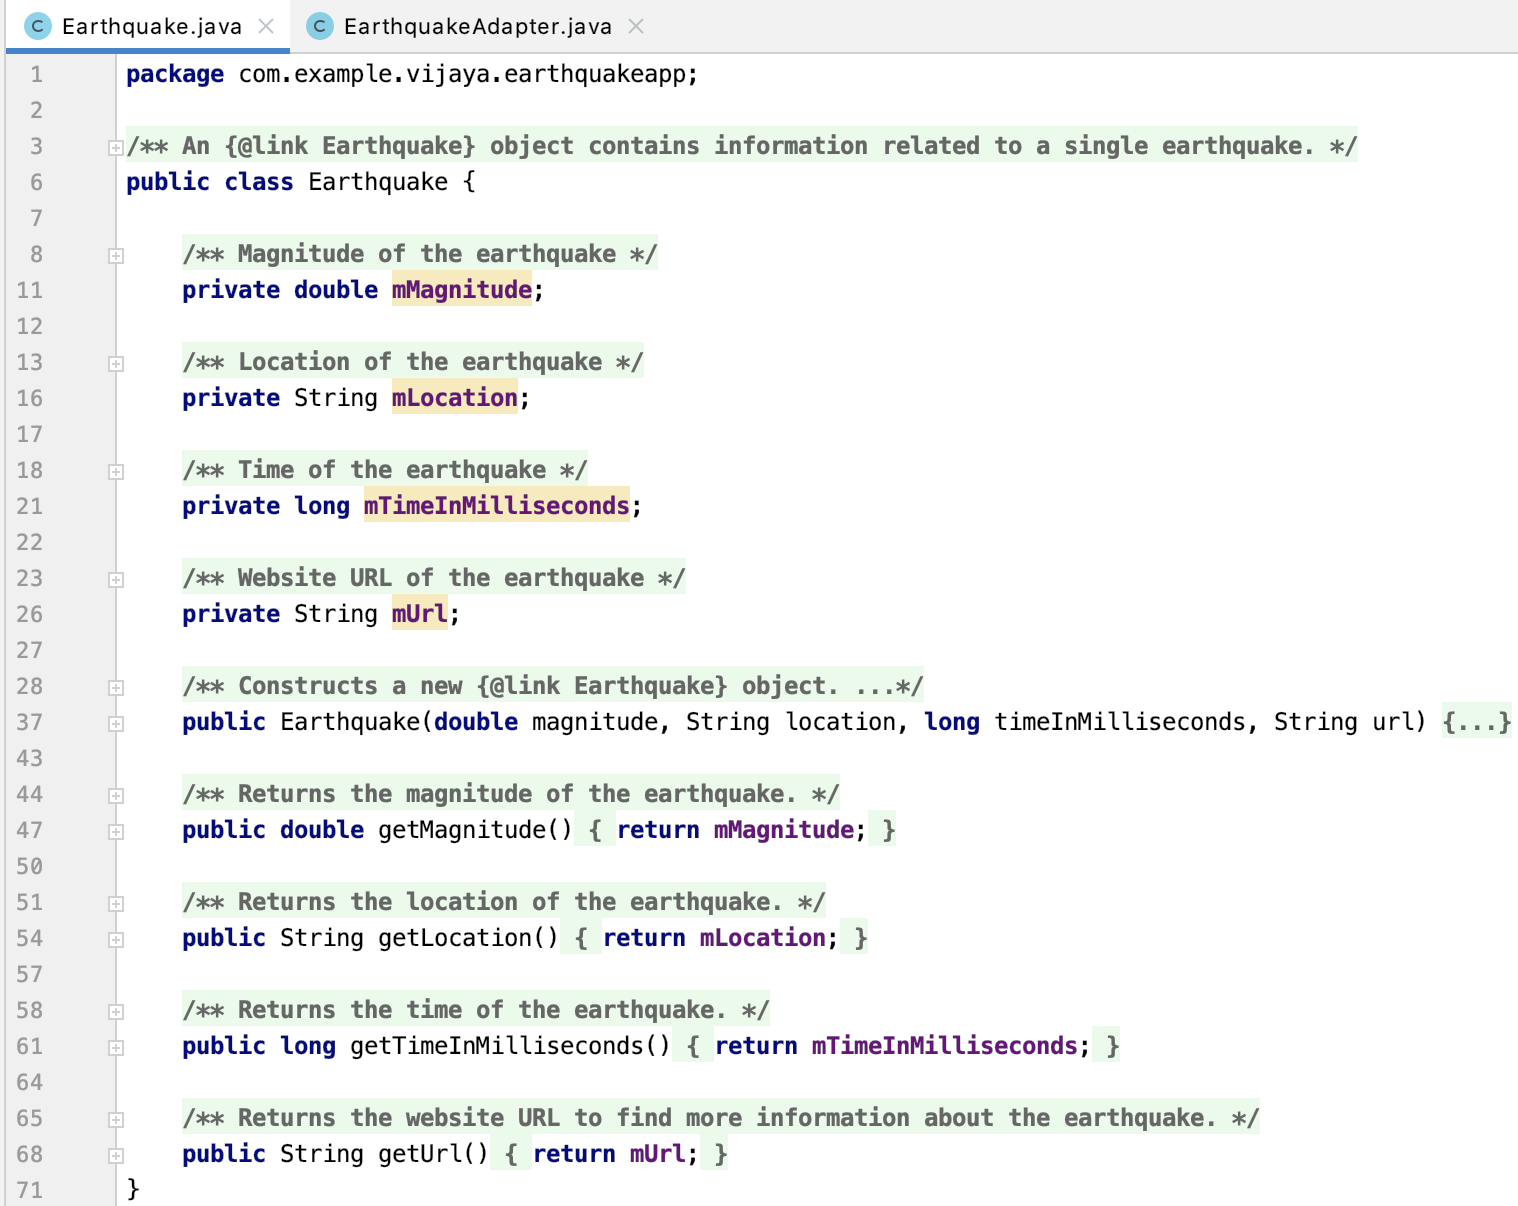 C Earthquake.java × C EarthquakeAdapter.java ×
1 package com.example.vijaya.earthquakeapp;
2
3 /** An {@link Earthquake} object contains information related to a single earthquake. */
6 public class Earthquake {
7
8 /** Magnitude of the earthquake */
11 private double mMagnitude;
12
13 /** Location of the earthquake */
16 private String mLocation;
17
18 /** Time of the earthquake */
21 private long mTimeInMilliseconds;
22
23 /** Website URL of the earthquake */
26 private String mUrl;
27
28 /** Constructs a new {@link Earthquake} object. ...*/
37 public Earthquake(double magnitude, String location, long timeInMilliseconds, String url) {...}
43
44 /** Returns the magnitude of the earthquake. */
47 public double getMagnitude() { return mMagnitude; }
50
51 /** Returns the location of the earthquake. */
54 public String getLocation() { return mLocation; }
57
58 /** Returns the time of the earthquake. */
61 public long getTimeInMilliseconds() { return mTimeInMilliseconds; }
64
65 /** Returns the website URL to find more information about the earthquake. */
68 public String getUrl() { return mUrl; }
71 }